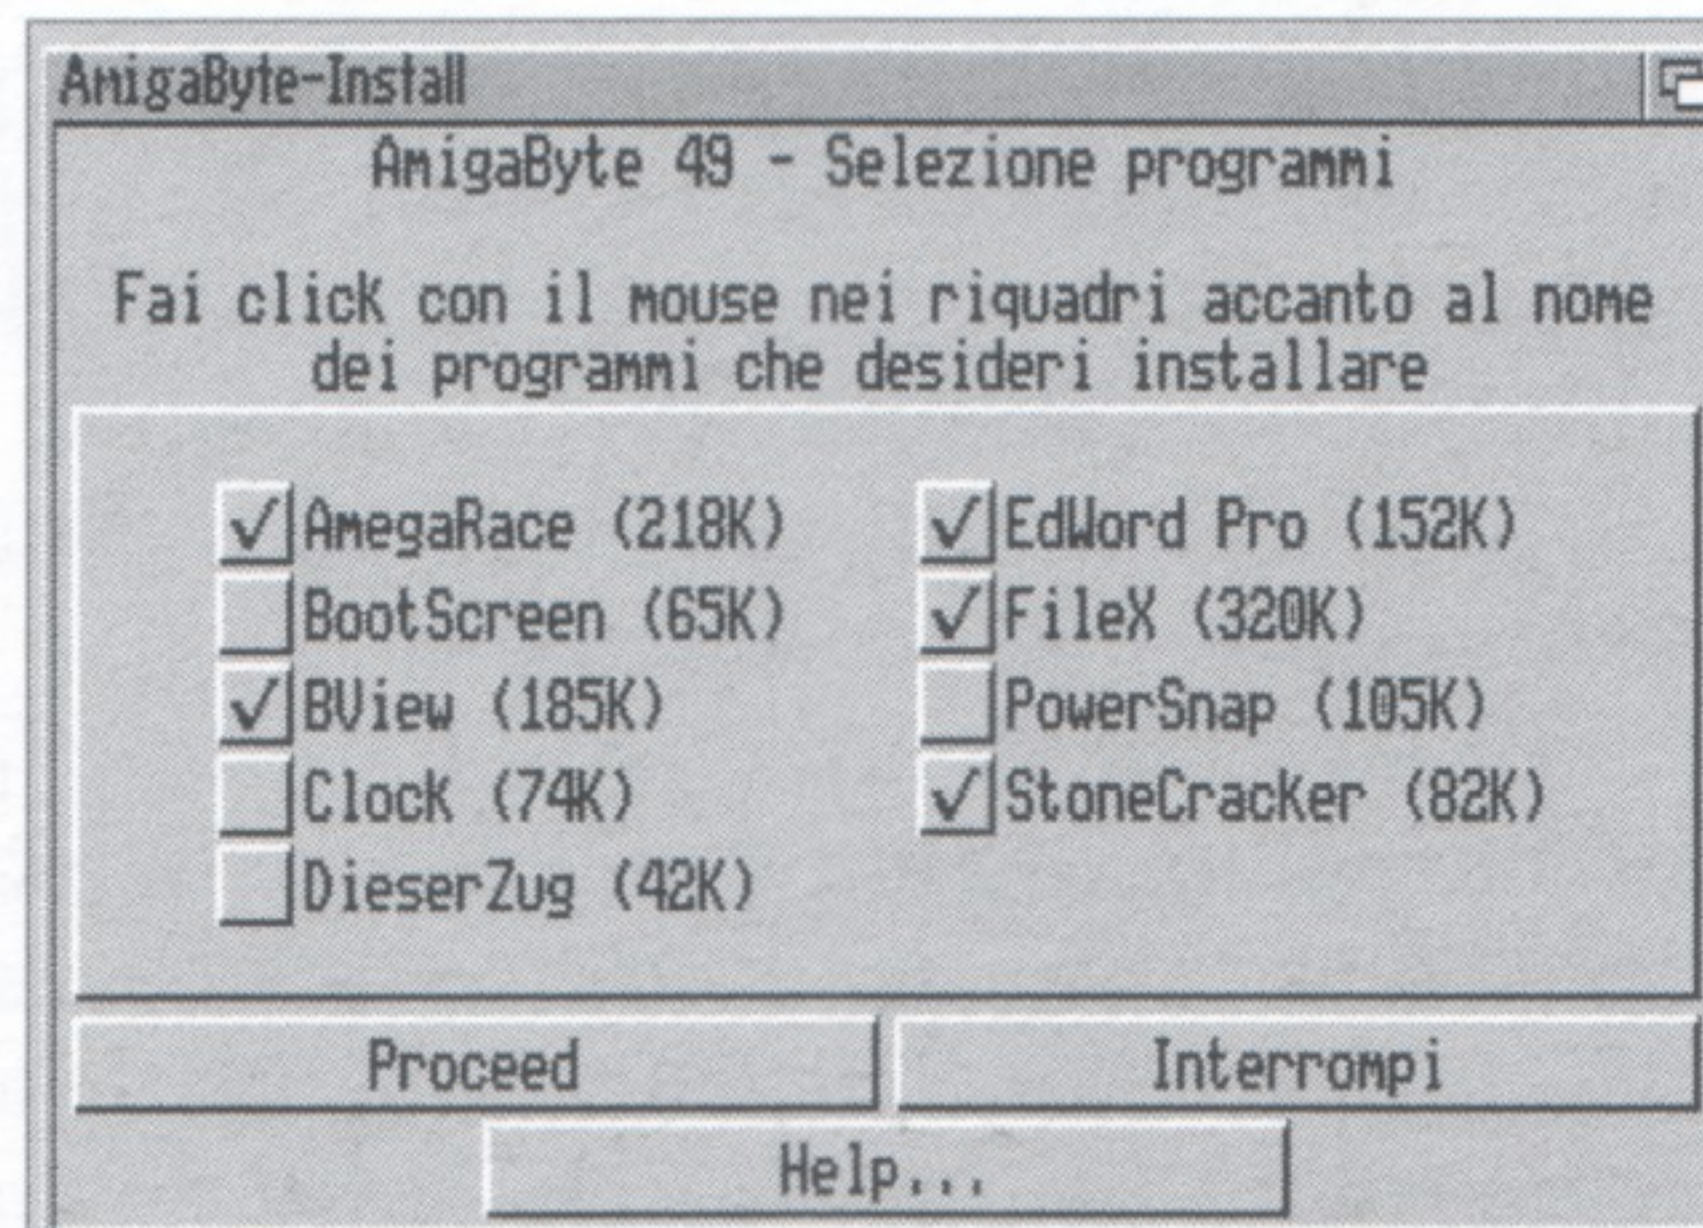 AmigaByte-Install
AmigaByte 49 - Selezione programmi
Fai click con il mouse nei riquadri accanto al nome
dei programmi che desideri installare
AmegaRace (218K)
BootScreen (65K)
BView (185K)
Clock (74K)
DieserZug (42K)
EdWord Pro (152K)
FileX (320K)
PowerSnap (105K)
StoneCracker (82K)
Proceed
Interrompi
Help...